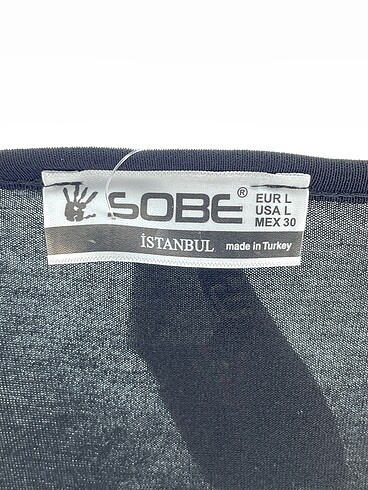 SOBE®
EUR L
USA L
MEX 30
İSTANBUL made in Turkey